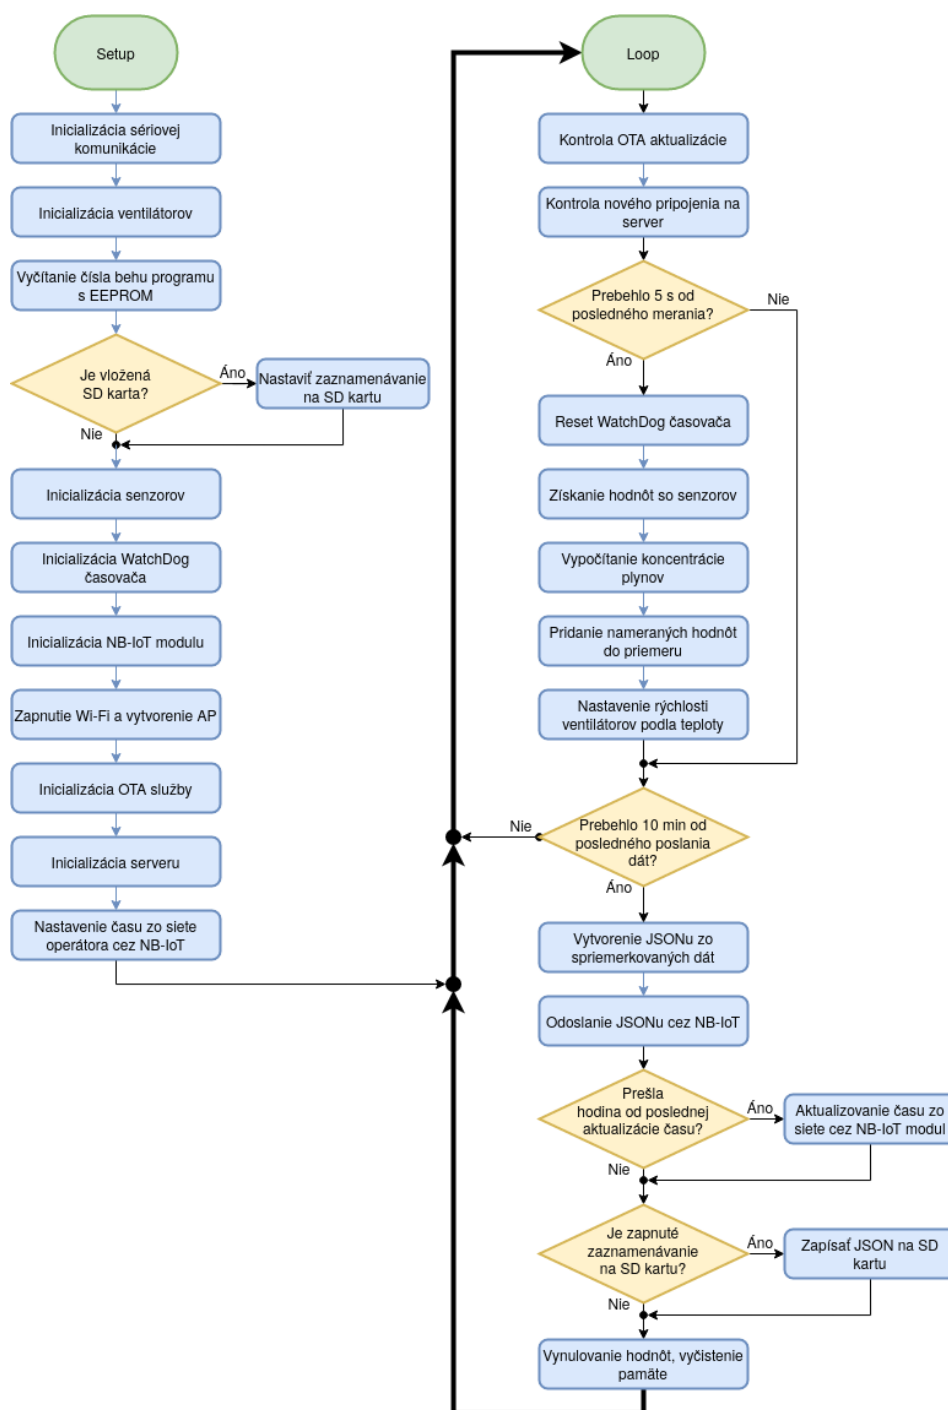 Setup
Inicializácia sériovej
komunikácie
Inicializácia ventilátorov
Vyčítanie čísla behu programu
s EEPROM
Je vložená
SD karta?
Áno
Nastaviť zaznamenávanie
na SD kartu
Nie
Inicializácia senzorov
Inicializácia WatchDog
časovača
Inicializácia NB-IoT modulu
Zapnutie Wi-Fi a vytvorenie AP
Inicializácia OTA služby
Inicializácia serveru
Nastavenie času zo siete
operátora cez NB-IoT
Loop
Kontrola OTA aktualizácie
Kontrola nového pripojenia na
server
Prebehlo 5 s od
posledného merania?
Nie
Áno
Reset WatchDog časovača
Získanie hodnôt so senzorov
Vypočítanie koncentrácie
plynov
Pridanie nameraných hodnôt
do priemeru
Nastavenie rýchlosti
ventilátorov podla teploty
Prebehlo 10 min od
posledného poslania
dát?
Nie
Áno
Vytvorenie JSONu zo
spriemerkovaných dát
Odoslanie JSONu cez NB-IoT
Prešla
hodina od poslednej
aktualizácie času?
Áno
Aktualizovanie času zo
siete cez NB-IoT modul
Nie
Je zapnuté
zaznamenávanie
na SD kartu?
Áno
Zapísať JSON na SD
kartu
Nie
Vynulovanie hodnôt, vyčistenie
pamäte